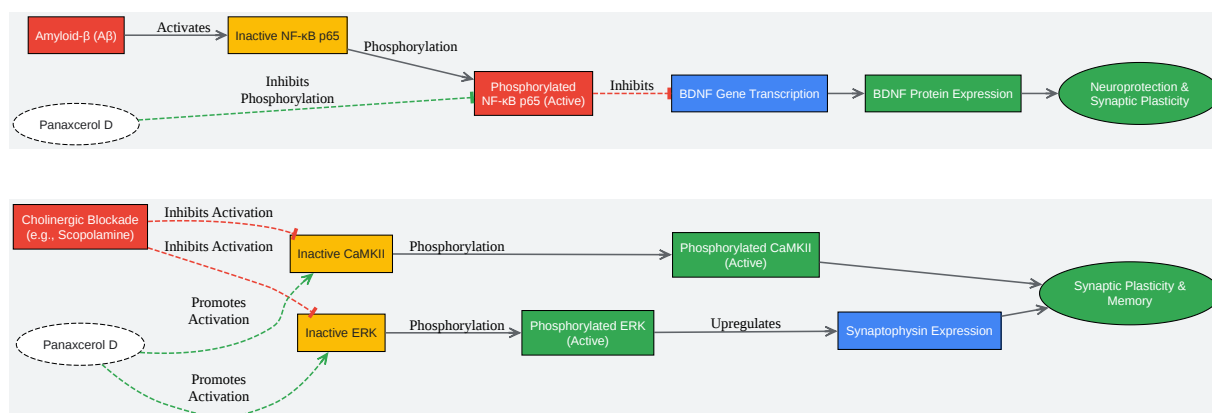 Amyloid-β (Aβ)
Activates
Inactive NF-κB p65
Phosphorylation
Inhibits
Phosphorylation
Panaxcerol D
Phosphorylated
NF-κB p65 (Active)
Inhibits
BDNF Gene Transcription
BDNF Protein Expression
Neuroprotection &
Synaptic Plasticity
Cholinergic Blockade
(e.g., Scopolamine)
Inhibits Activation
Inhibits Activation
Inactive CaMKII
Phosphorylation
Phosphorylated CaMKII
(Active)
Synaptic Plasticity &
Memory
Promotes
Activation
Panaxcerol D
Inactive ERK
Phosphorylation
Phosphorylated ERK
(Active)
Upregulates
Synaptophysin Expression
Promotes
Activation